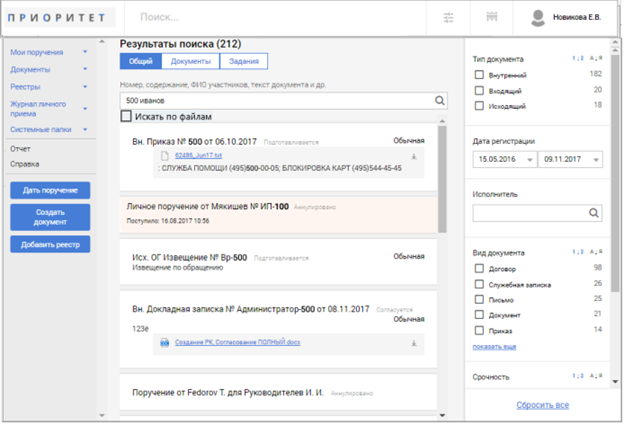 ПРИОРИТЕТ
Поиск...
Новикова Е.В.
Мои поручения
Документы
Реестры
Журнал личного
приема
Системные папки
Отчет
Справка
Дать поручение
Создать
документ
Добавить реестр
Результаты поиска (212)
Общий Документы Задания
Номер, содержание, ФИО участников, текст документа и др.
500 иванов
Искать по файлам
Вн. Приказ № 500 от 06.10.2017 Подготавливается Обычная
62486_Jun17.txt
: СЛУЖБА ПОМОЩИ (495)500-00-05; БЛОКИРОВКА КАРТ (495)544-45-45
Личное поручение от Мякишев № ИП-100 Аннулировано
Поступило: 16.08.2017 10:56
Исх. ОГ Извещение № Вр-500 Подготавливается Обычная
Извещение по обращению
Вн. Докладная записка № Администратор-500 от 08.11.2017 Согласуется
Обычная
123ё
Создание РК. Согласование ПОЛНЫЙ.docx
Поручение от Fedorov T. для Руководителев И. И. Аннулировано
Тип документа 1↓2 А↓Я
Внутренний 182
Входящий 20
Исходящий 18
Дата регистрации
15.05.2016 09.11.2017
Исполнитель
Вид документа 1↓2 А↓Я
Договор 98
Служебная записка 26
Письмо 25
Документ 21
Приказ 14
показать еще
Срочность 1↓2 А↓Я
Сбросить все